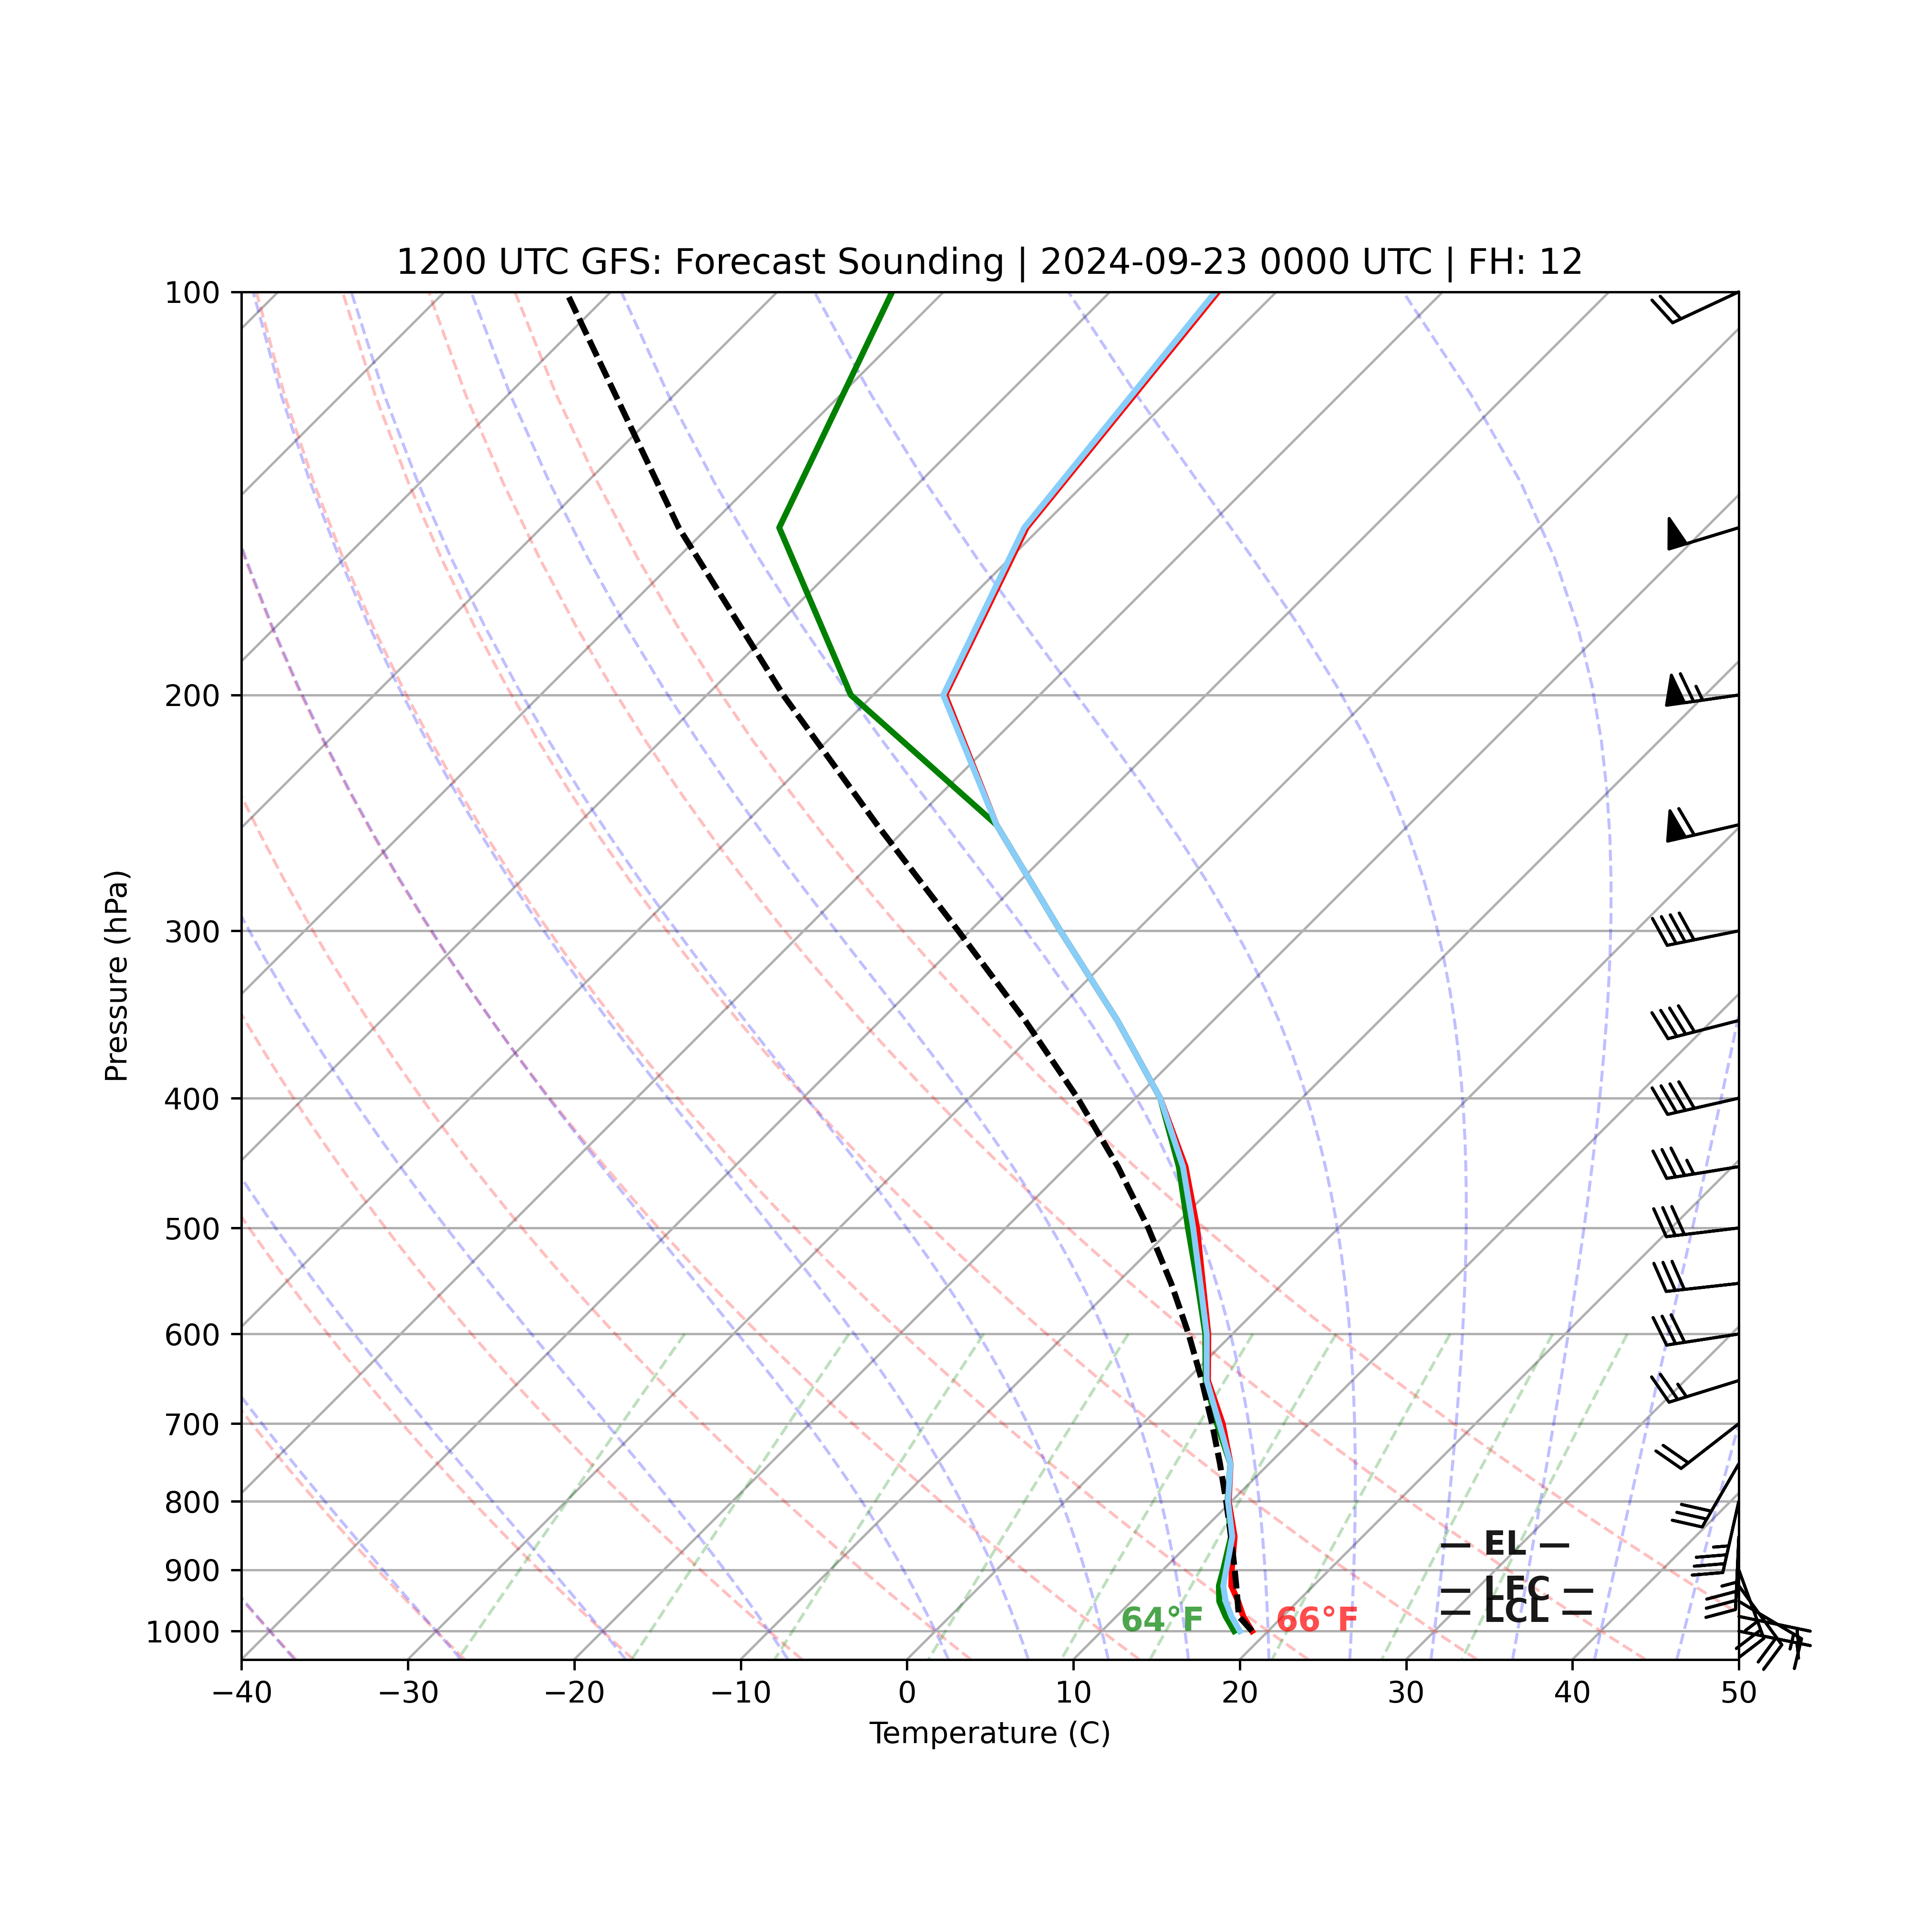 1200 UTC GFS: Forecast Sounding | 2024-09-23 0000 UTC | FH: 12
100
200
300
400
500
600
700
800
900
1000
Pressure (hPa)
— EL —
— LFC —
— LCL —
64°F
66°F
−40 −30 −20 −10 0 10 20 30 40 50
Temperature (C)